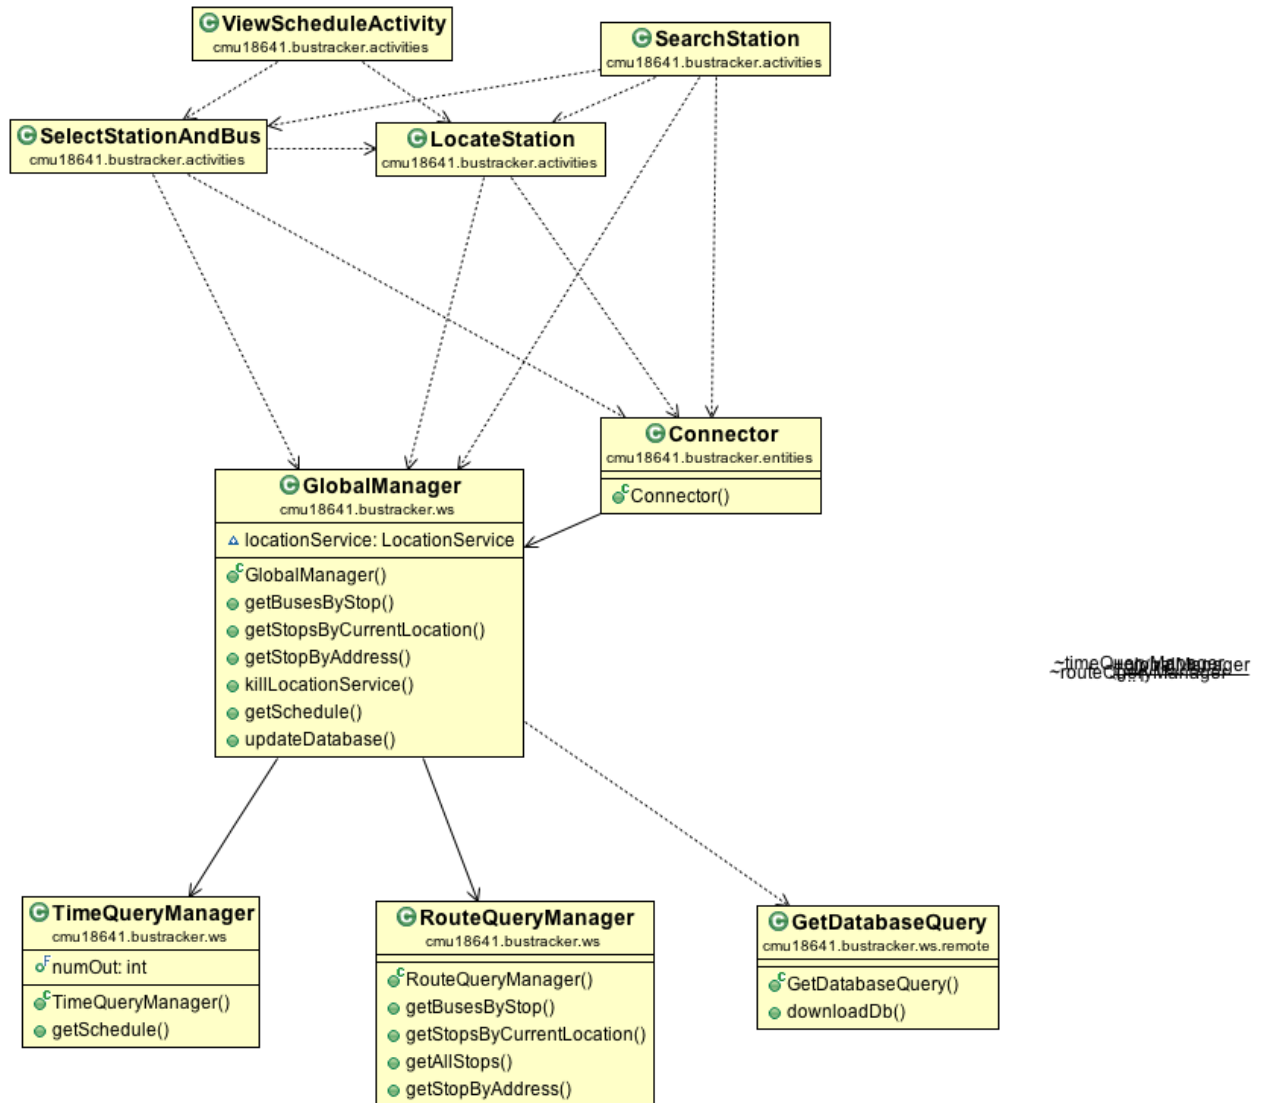 ViewScheduleActivity
cmu18641.bustracker.activities
SearchStation
cmu18641.bustracker.activities
SelectStationAndBus
cmu18641.bustracker.activities
LocateStation
cmu18641.bustracker.activities
Connector
cmu18641.bustracker.entities
Connector()
GlobalManager
cmu18641.bustracker.ws
locationService: LocationService
GlobalManager()
getBusesByStop()
getStopsByCurrentLocation()
getStopByAddress()
killLocationService()
getSchedule()
updateDatabase()
~timeQueryManager
~routeQueryManager
TimeQueryManager
cmu18641.bustracker.ws
numOut: int
TimeQueryManager()
getSchedule()
RouteQueryManager
cmu18641.bustracker.ws
RouteQueryManager()
getBusesByStop()
getStopsByCurrentLocation()
getAllStops()
getStopByAddress()
GetDatabaseQuery
cmu18641.bustracker.ws.remote
GetDatabaseQuery()
downloadDb()